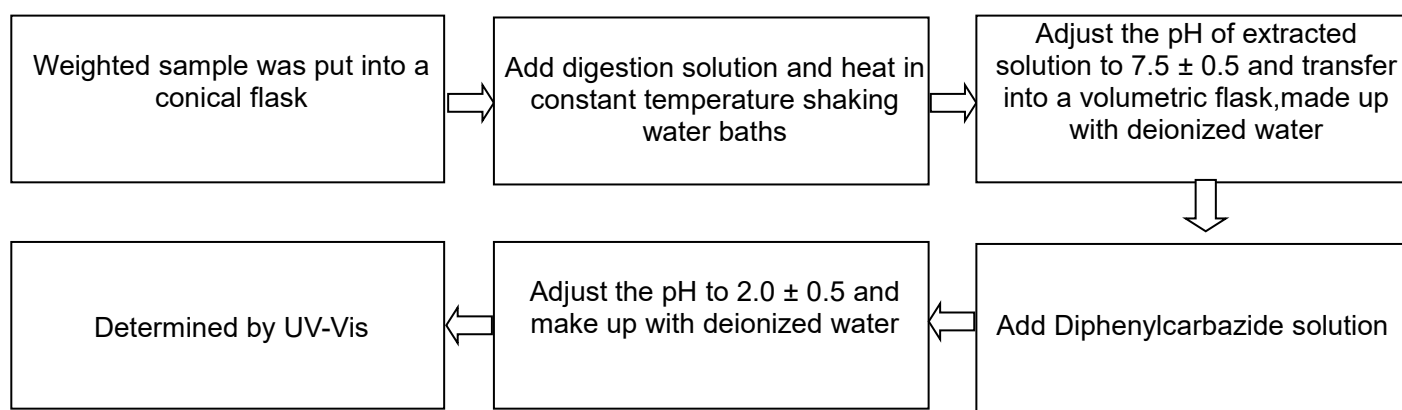 Weighted sample was put into a
conical flask
Add digestion solution and heat in
constant temperature shaking
water baths
Adjust the pH of extracted
solution to 7.5 ± 0.5 and transfer
into a volumetric flask,made up
with deionized water
Add Diphenylcarbazide solution
Adjust the pH to 2.0 ± 0.5 and
make up with deionized water
Determined by UV-Vis